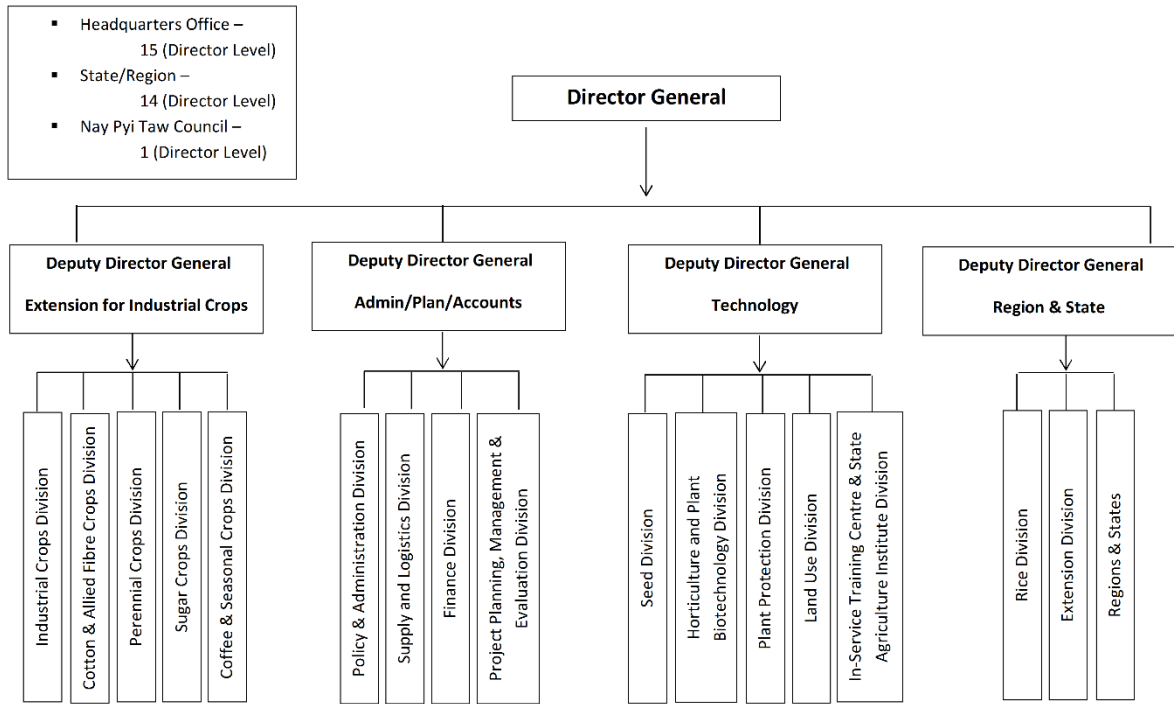 ▪ Headquarters Office –
15 (Director Level)
▪ State/Region –
14 (Director Level)
▪ Nay Pyi Taw Council –
1 (Director Level)
Director General
Deputy Director General
Extension for Industrial Crops
Deputy Director General
Admin/Plan/Accounts
Deputy Director General
Technology
Deputy Director General
Region & State
Industrial Crops Division
Cotton & Allied Fibre Crops Division
Perennial Crops Division
Sugar Crops Division
Coffee & Seasonal Crops Division
Policy & Administration Division
Supply and Logistics Division
Finance Division
Project Planning, Management &
Evaluation Division
Seed Division
Horticulture and Plant
Biotechnology Division
Plant Protection Division
Land Use Division
In-Service Training Centre & State
Agriculture Institute Division
Rice Division
Extension Division
Regions & States